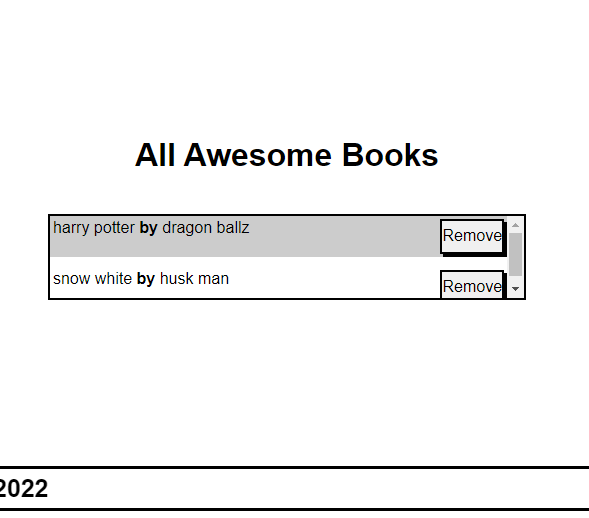 All Awesome Books
harry potter by dragon ballz Remove
snow white by husk man Remove
2022